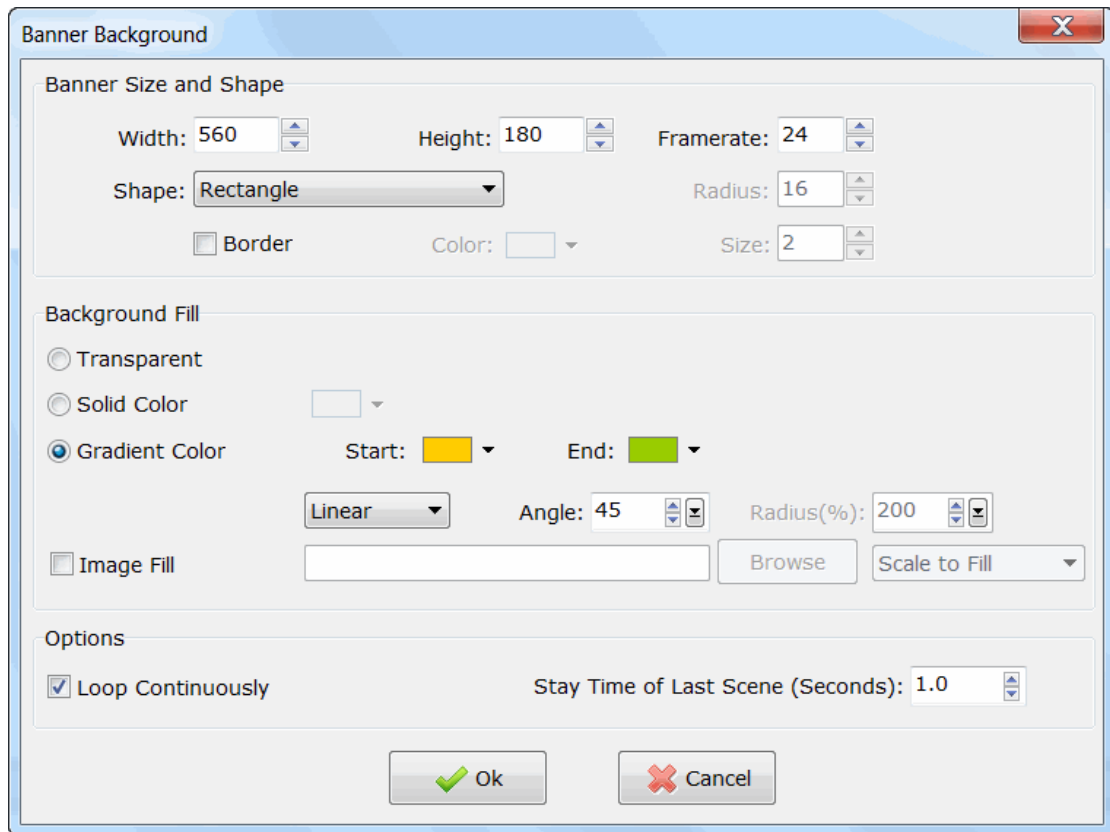 Banner Background
Banner Size and Shape
Width: 560 Height: 180 Framerate: 24
Shape: Rectangle Radius: 16
Border Color: Size: 2
Background Fill
Transparent
Solid Color
Gradient Color Start: End:
Linear Angle: 45 Radius(%): 200
Image Fill Browse Scale to Fill
Options
Loop Continuously Stay Time of Last Scene (Seconds): 1.0
Ok Cancel